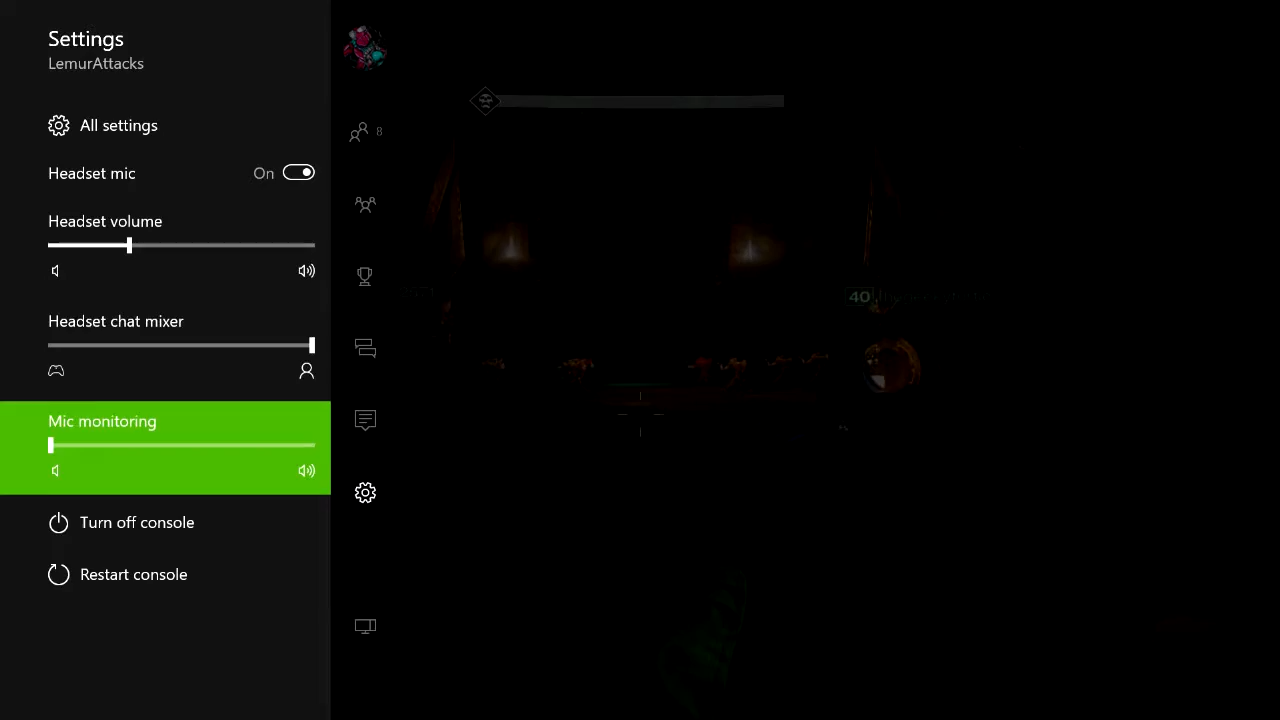 Settings
LemurAttacks
All settings
Headset mic On
Headset volume
Headset chat mixer
Mic monitoring
Turn off console
Restart console
8
40